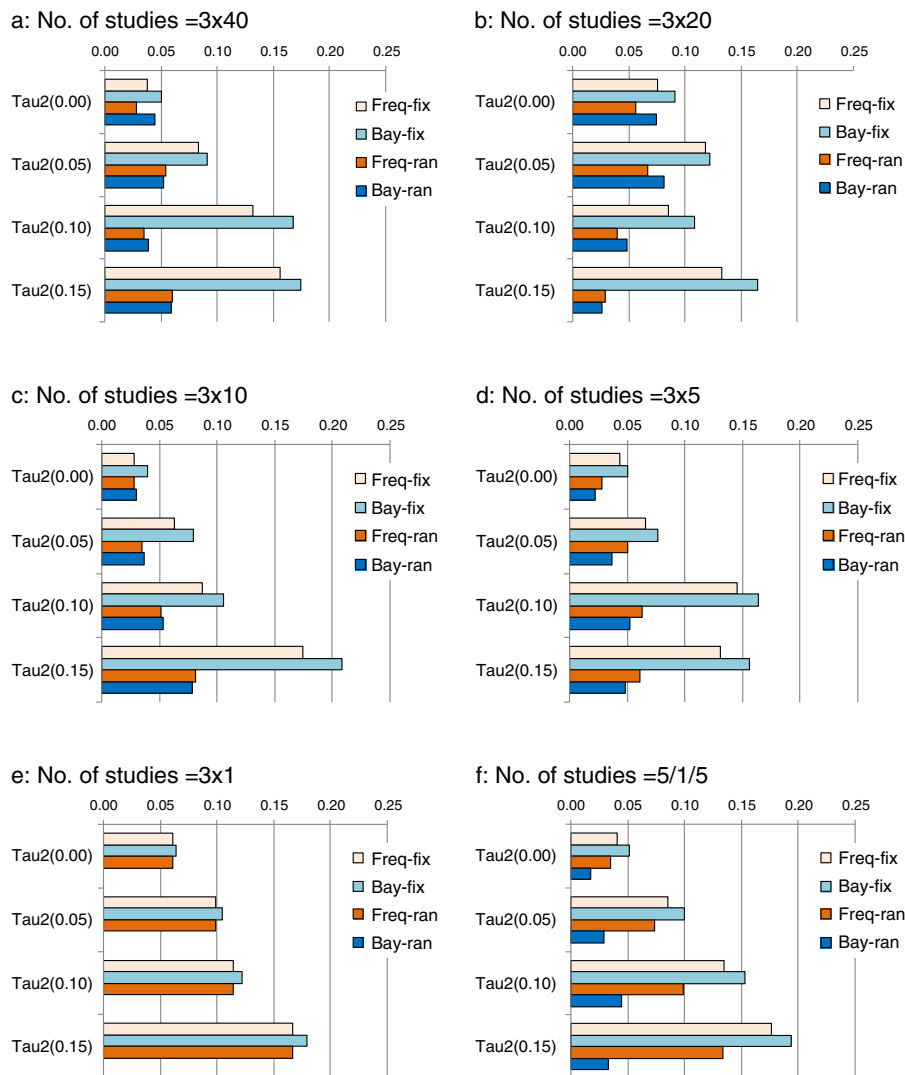 a: No. of studies =3x40
0.00 0.05 0.10 0.15 0.20 0.25
Tau2(0.00)
Tau2(0.05)
Tau2(0.10)
Tau2(0.15)
Freq-fix
Bay-fix
Freq-ran
Bay-ran
b: No. of studies =3x20
0.00 0.05 0.10 0.15 0.20 0.25
Tau2(0.00)
Tau2(0.05)
Tau2(0.10)
Tau2(0.15)
Freq-fix
Bay-fix
Freq-ran
Bay-ran
c: No. of studies =3x10
0.00 0.05 0.10 0.15 0.20 0.25
Tau2(0.00)
Tau2(0.05)
Tau2(0.10)
Tau2(0.15)
Freq-fix
Bay-fix
Freq-ran
Bay-ran
d: No. of studies =3x5
0.00 0.05 0.10 0.15 0.20 0.25
Tau2(0.00)
Tau2(0.05)
Tau2(0.10)
Tau2(0.15)
Freq-fix
Bay-fix
Freq-ran
Bay-ran
e: No. of studies =3x1
0.00 0.05 0.10 0.15 0.20 0.25
Tau2(0.00)
Tau2(0.05)
Tau2(0.10)
Tau2(0.15)
Freq-fix
Bay-fix
Freq-ran
Bay-ran
f: No. of studies =5/1/5
0.00 0.05 0.10 0.15 0.20 0.25
Tau2(0.00)
Tau2(0.05)
Tau2(0.10)
Tau2(0.15)
Freq-fix
Bay-fix
Freq-ran
Bay-ran